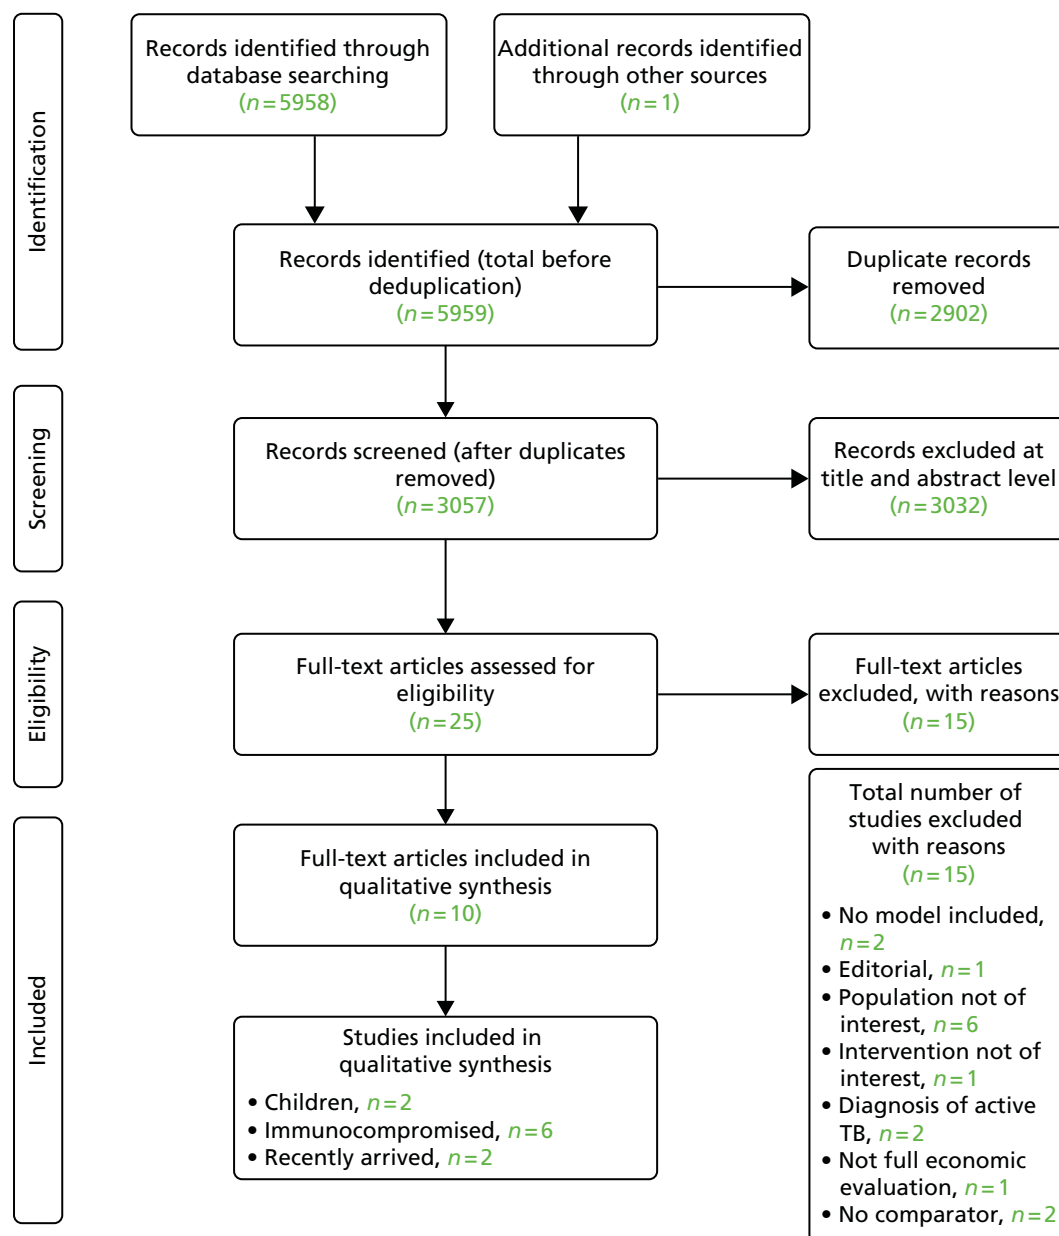 Identification
Records identified through
database searching
(n=5958)
Additional records identified
through other sources
(n=1)
Records identified (total before
deduplication)
(n=5959)
Duplicate records
removed
(n=2902)
Screening
Records screened (after duplicates
removed)
(n=3057)
Records excluded at
title and abstract level
(n=3032)
Eligibility
Full-text articles assessed for
eligibility
(n=25)
Full-text articles
excluded, with reasons
(n=15)
Included
Full-text articles included in
qualitative synthesis
(n=10)
Studies included in
qualitative synthesis
• Children, n=2
• Immunocompromised, n=6
• Recently arrived, n=2
Total number of
studies excluded
with reasons
(n=15)
• No model included,
n=2
• Editorial, n=1
• Population not of
interest, n=6
• Intervention not of
interest, n=1
• Diagnosis of active
TB, n=2
• Not full economic
evaluation, n=1
• No comparator, n=2